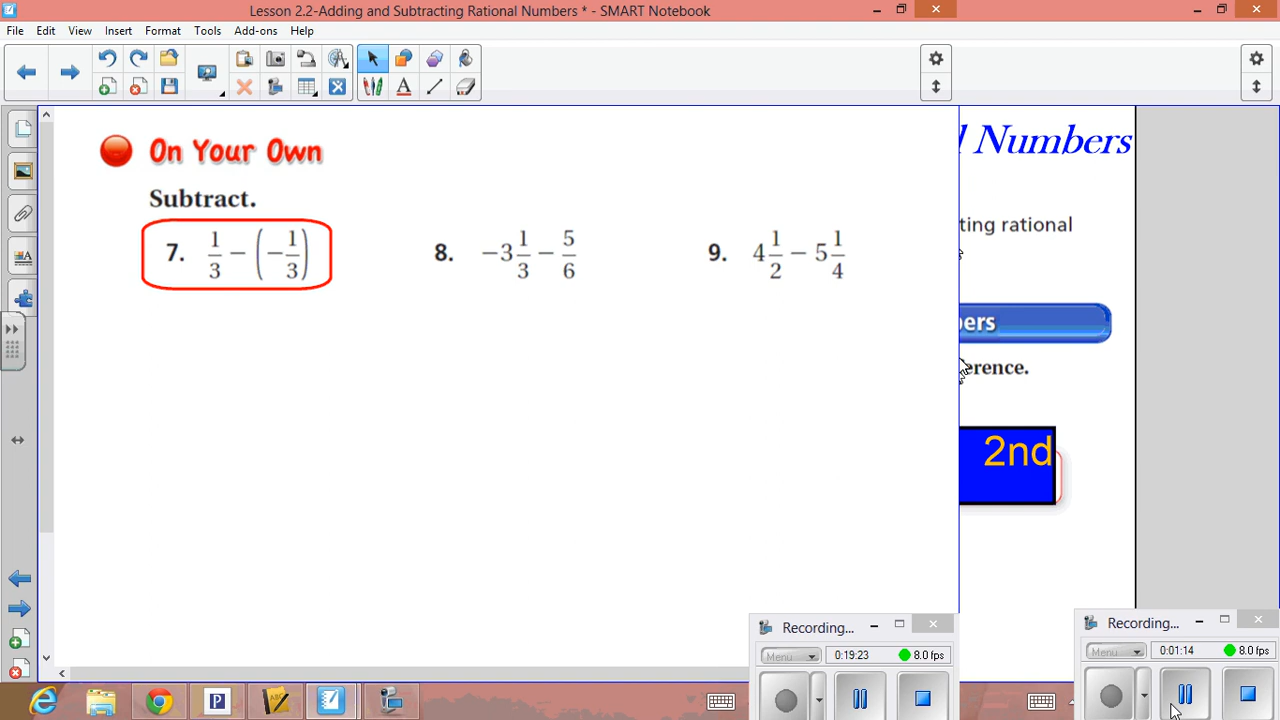 Lesson 2.2-Adding and Subtracting Rational Numbers * - SMART Notebook
File Edit View Insert Format Tools Add-ons Help
On Your Own
Numbers
Subtract.
ting rational
7. 1/3 − (−1/3)
8. −3 1/3 − 5/6
9. 4 1/2 − 5 1/4
bers
erence.
2nd
Recording...
Menu 0:19:23 8.0 fps
Recording...
Menu 0:01:14 8.0 fps